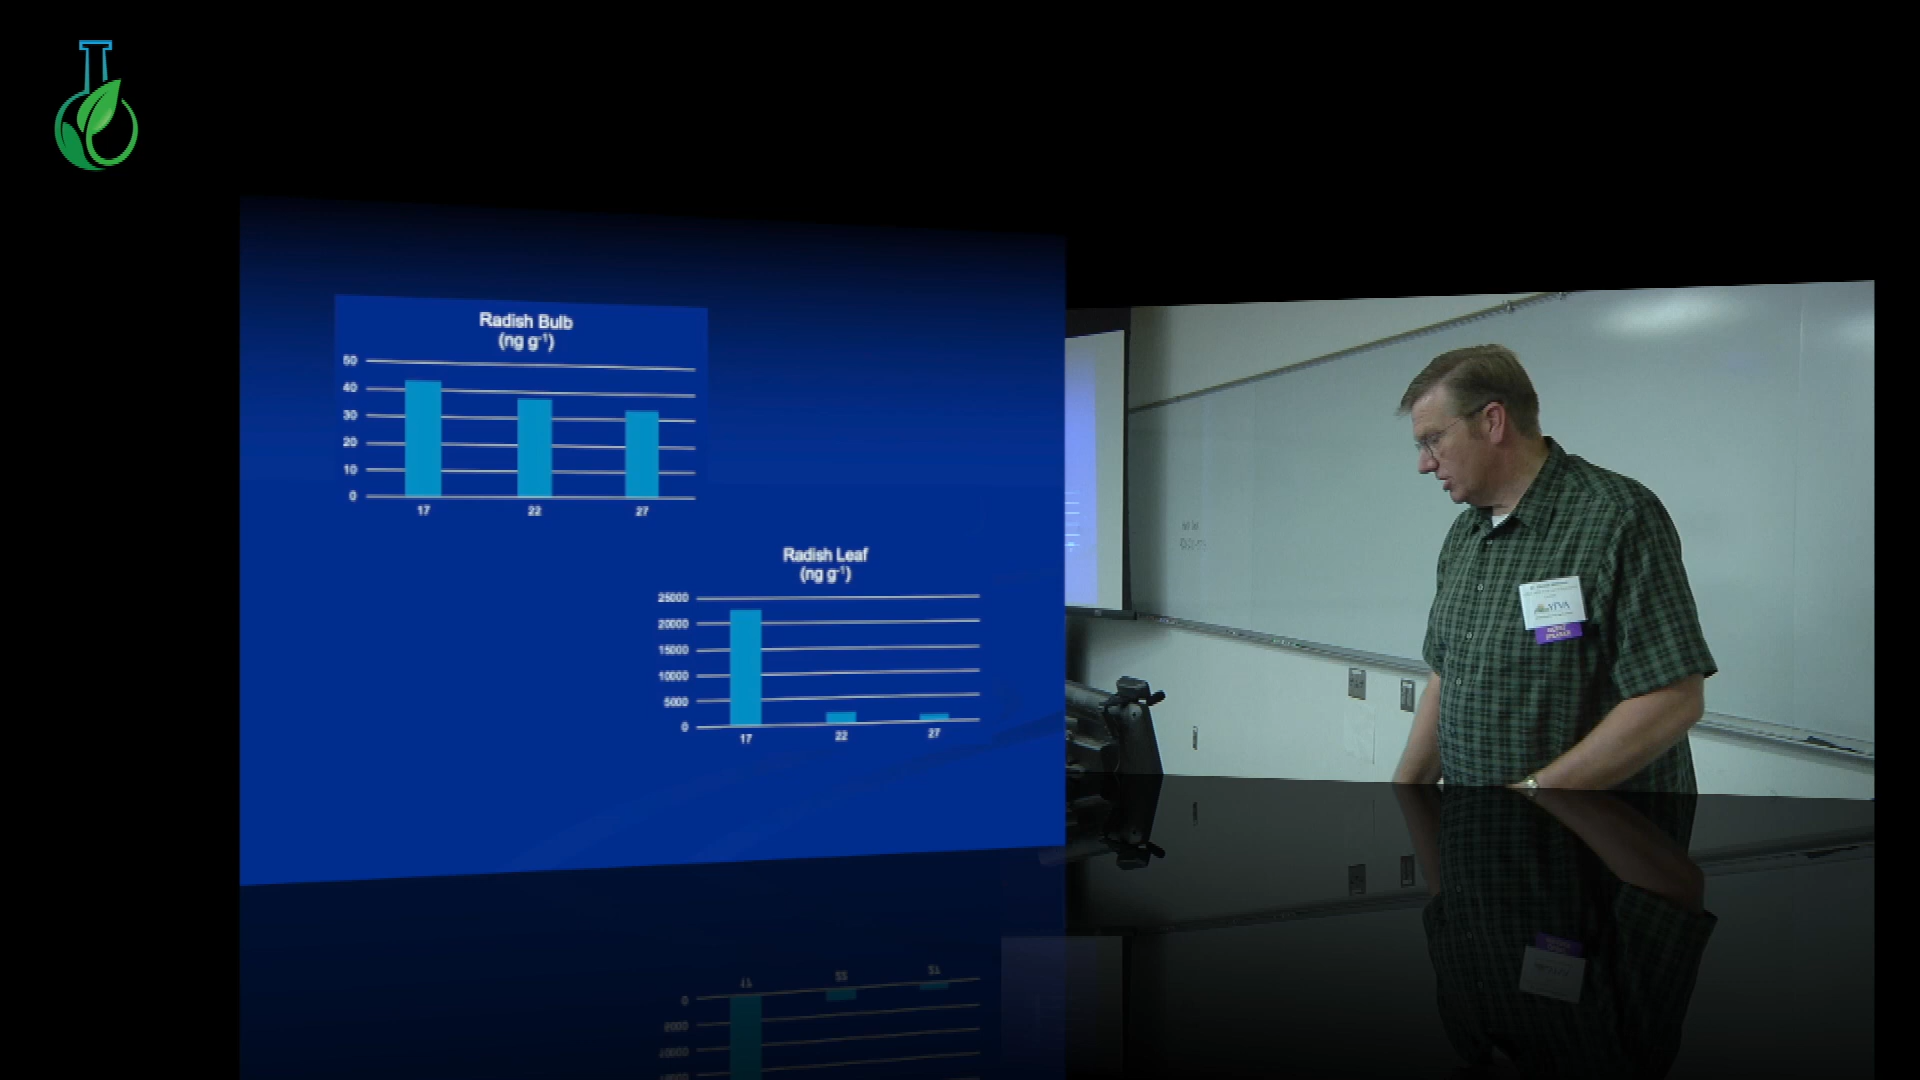 Radish Bulb
(ng g-1)
50
40
30
20
10
0
17 22 27
Radish Leaf
(ng g-1)
25000
20000
15000
10000
5000
0
17 22 27